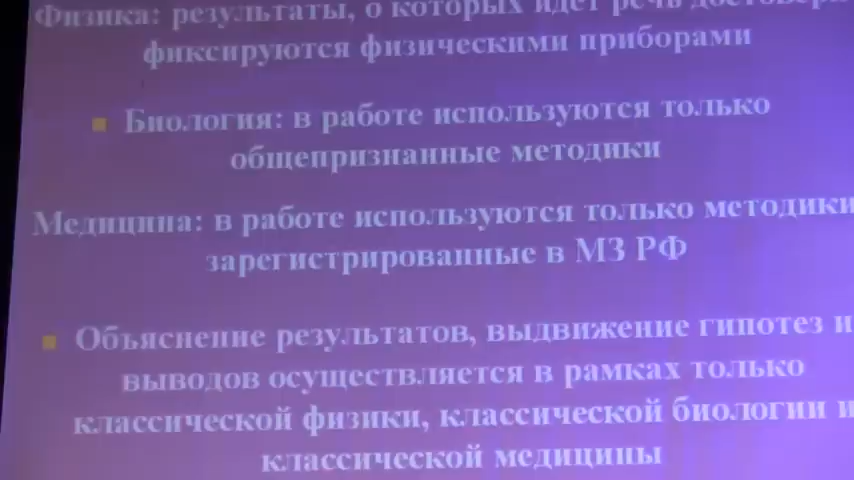 Физика: результаты, о которых идет речь
фиксируются физическими приборами
Биология: в работе используются только
общепризнанные методики
Медицина: в работе используются только методики
зарегистрированные в МЗ РФ
Объяснение результатов, выдвижение гипотез и
выводов осуществляется в рамках только
классической физики, классической биологии и
классической медицины